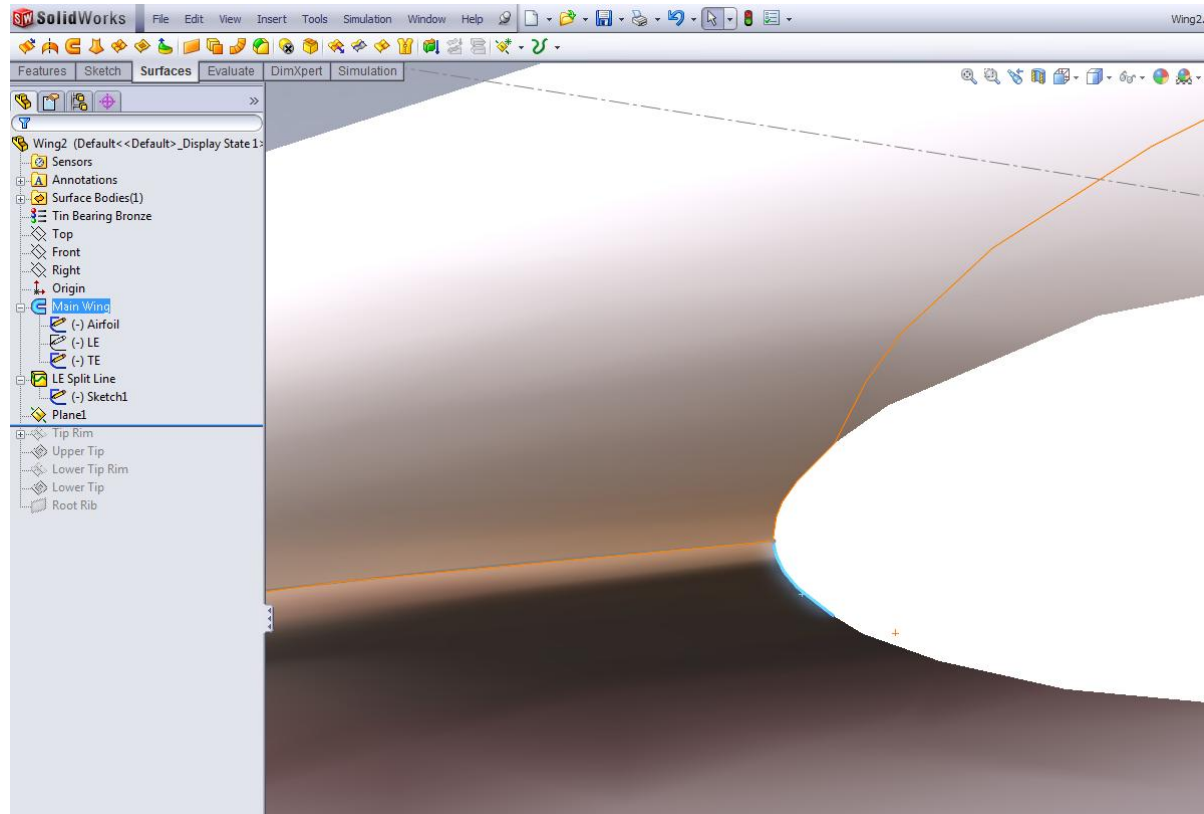 SolidWorks File Edit View Insert Tools Simulation Window Help Wing2.
Features Sketch Surfaces Evaluate DimXpert Simulation
»
Wing2 (Default<<Default>_Display State 1>
Sensors
A Annotations
Surface Bodies(1)
Tin Bearing Bronze
Top
Front
Right
Origin
Main Wing
(-) Airfoil
(-) LE
(-) TE
LE Split Line
(-) Sketch1
Plane1
Tip Rim
Upper Tip
Lower Tip Rim
Lower Tip
Root Rib